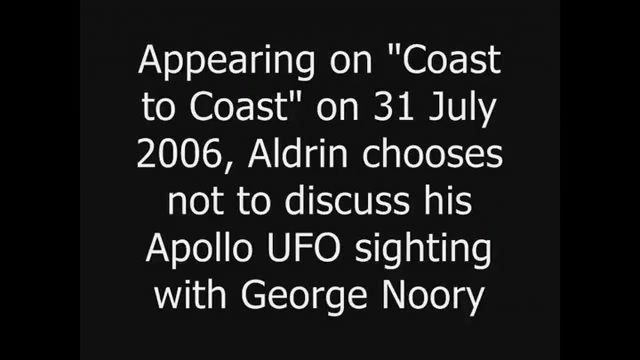 Appearing on "Coast
to Coast" on 31 July
2006, Aldrin chooses
not to discuss his
Apollo UFO sighting
with George Noory